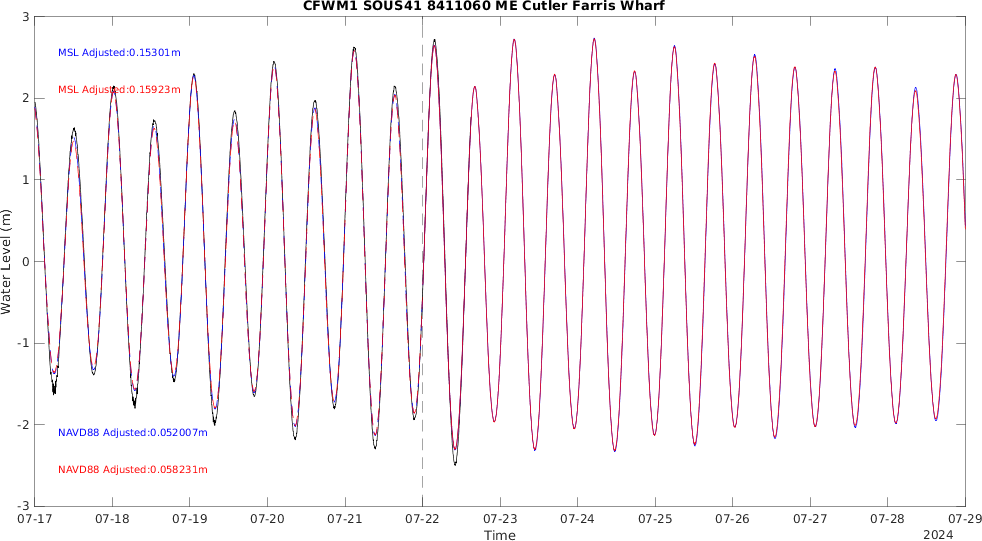 CFWM1 SOUS41 8411060 ME Cutler Farris Wharf
3
2
1
0
-1
-2
-3
Water Level (m)
MSL Adjusted:0.15301m
MSL Adjusted:0.15923m
NAVD88 Adjusted:0.052007m
NAVD88 Adjusted:0.058231m
07-17 07-18 07-19 07-20 07-21 07-22 07-23 07-24 07-25 07-26 07-27 07-28 07-29
Time
2024